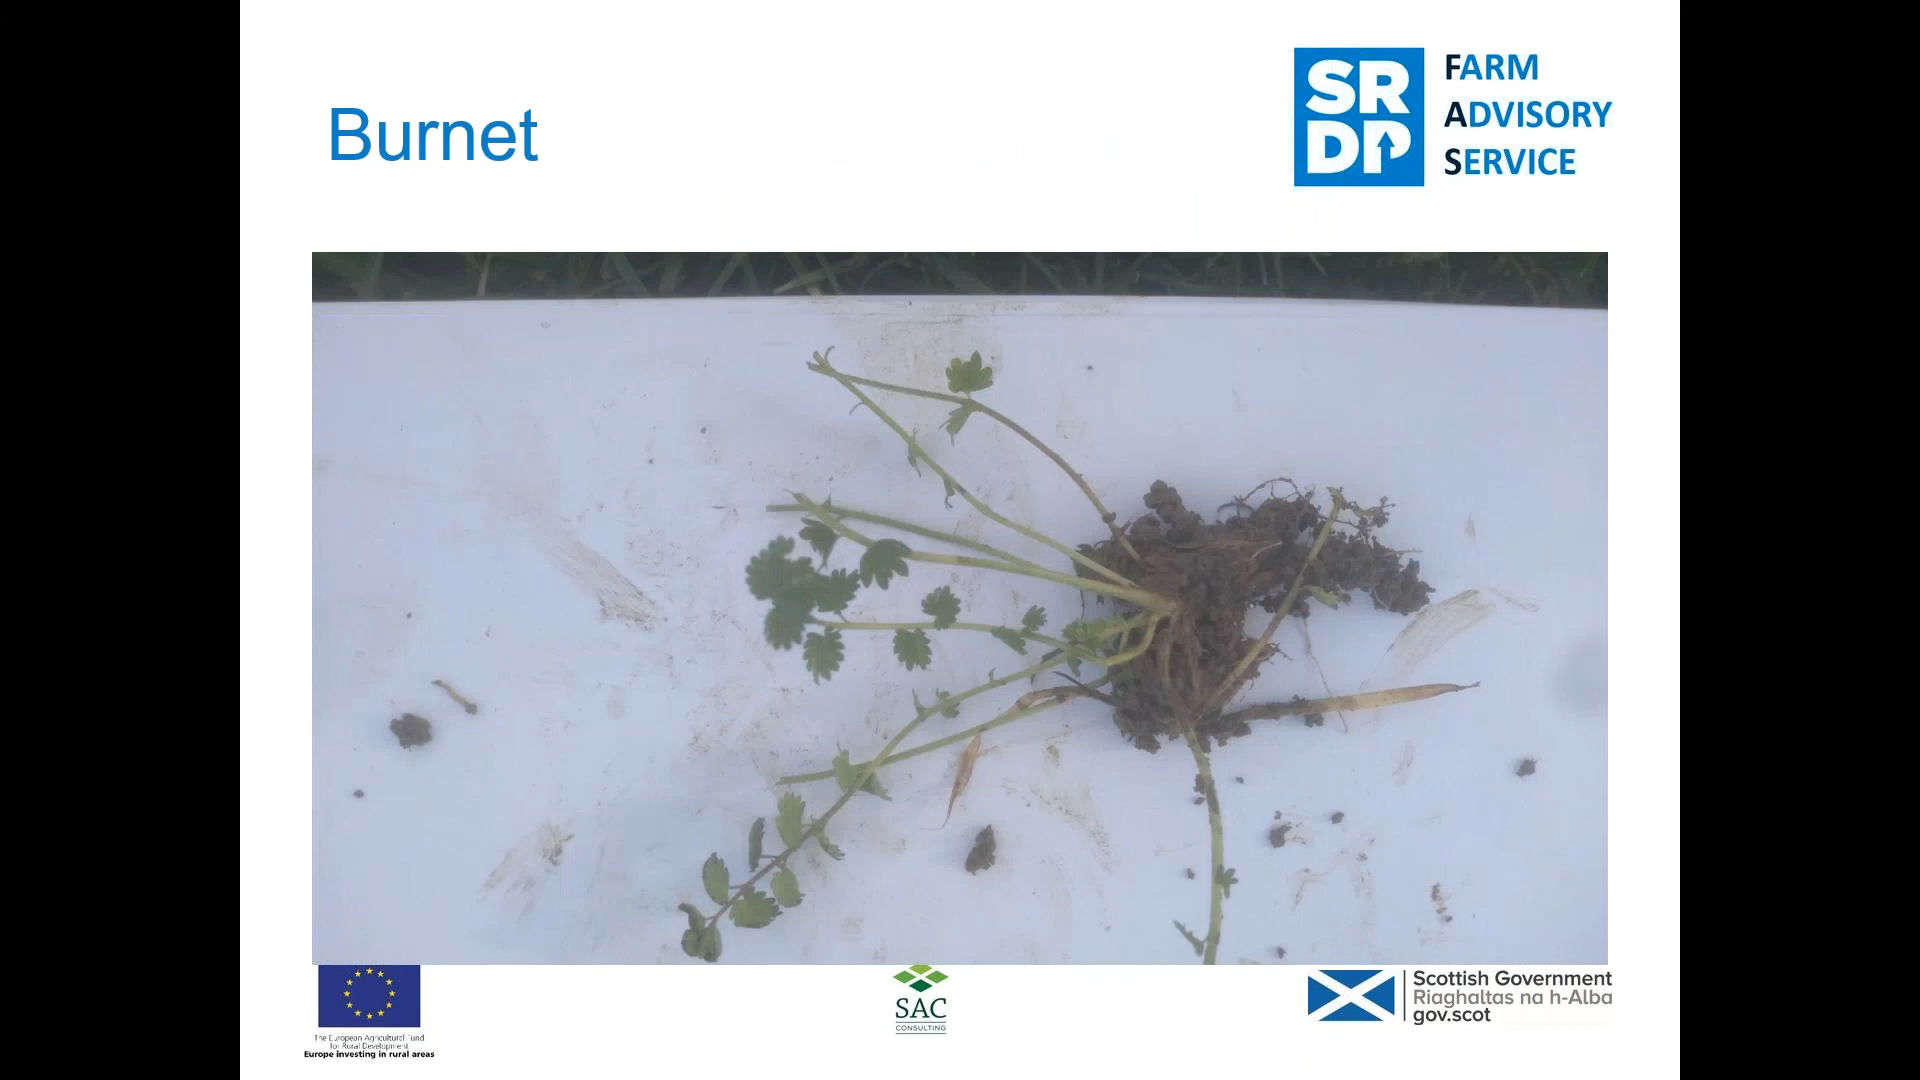 Burnet
SR
DP
FARM
ADVISORY
SERVICE
The European Agricultural Fund
for Rural Development
Europe investing in rural areas
SAC
CONSULTING
Scottish Government
Riaghaltas na h-Alba
gov.scot